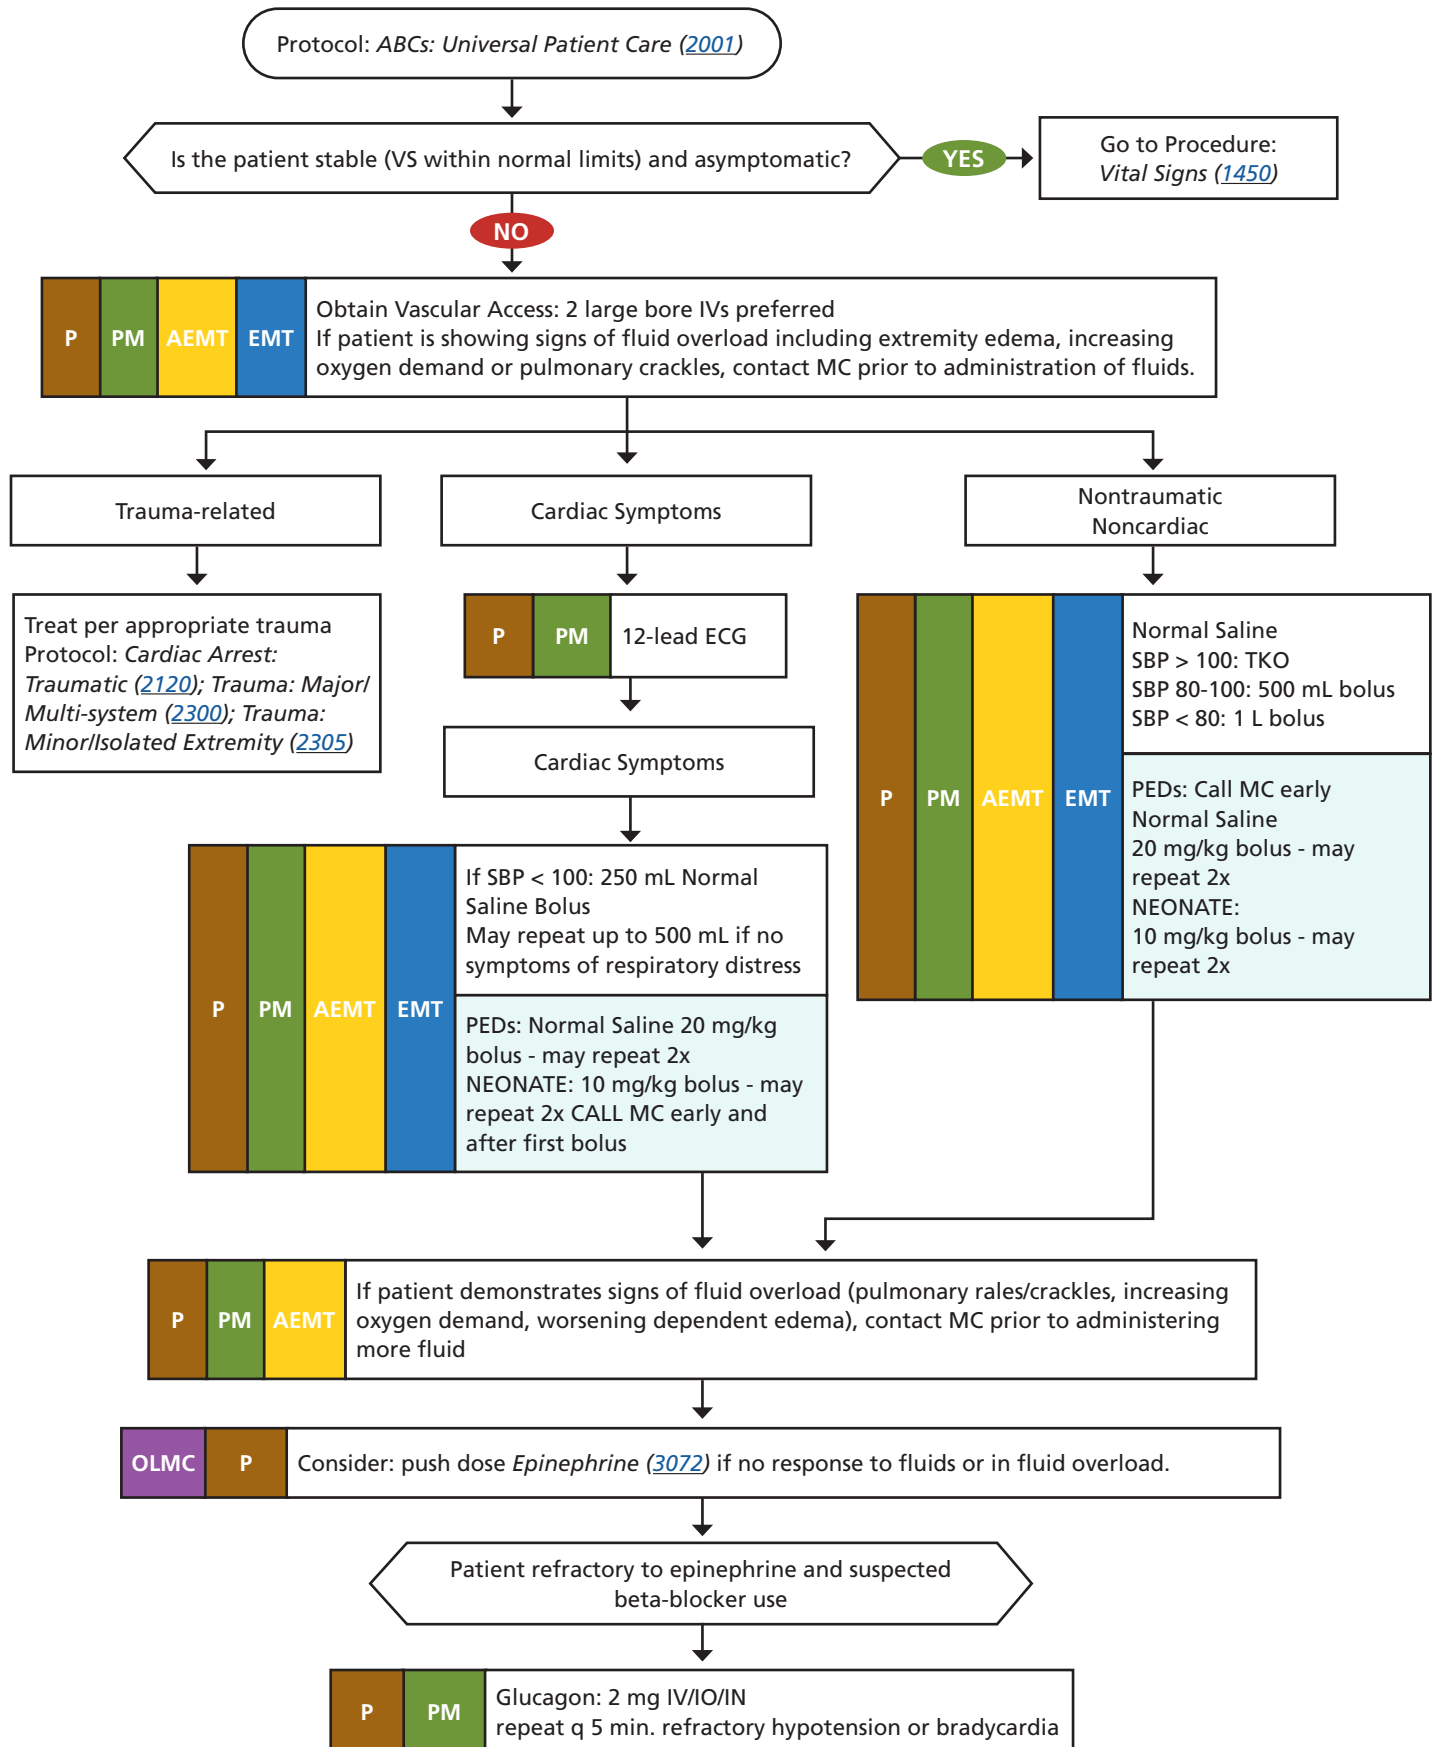 Protocol: ABCs: Universal Patient Care (2001)
Is the patient stable (VS within normal limits) and asymptomatic?
YES
Go to Procedure:
Vital Signs (1450)
NO
P
PM
AEMT
EMT
Obtain Vascular Access: 2 large bore IVs preferred
If patient is showing signs of fluid overload including extremity edema, increasing
oxygen demand or pulmonary crackles, contact MC prior to administration of fluids.
Trauma-related
Treat per appropriate trauma
Protocol: Cardiac Arrest:
Traumatic (2120); Trauma: Major/
Multi-system (2300); Trauma:
Minor/Isolated Extremity (2305)
Cardiac Symptoms
P
PM
12-lead ECG
Cardiac Symptoms
P
PM
AEMT
EMT
If SBP < 100: 250 mL Normal
Saline Bolus
May repeat up to 500 mL if no
symptoms of respiratory distress
PEDs: Normal Saline 20 mg/kg
bolus - may repeat 2x
NEONATE: 10 mg/kg bolus - may
repeat 2x CALL MC early and
after first bolus
Nontraumatic
Noncardiac
P
PM
AEMT
EMT
Normal Saline
SBP > 100: TKO
SBP 80-100: 500 mL bolus
SBP < 80: 1 L bolus
PEDs: Call MC early
Normal Saline
20 mg/kg bolus - may
repeat 2x
NEONATE:
10 mg/kg bolus - may
repeat 2x
P
PM
AEMT
If patient demonstrates signs of fluid overload (pulmonary rales/crackles, increasing
oxygen demand, worsening dependent edema), contact MC prior to administering
more fluid
OLMC
P
Consider: push dose Epinephrine (3072) if no response to fluids or in fluid overload.
Patient refractory to epinephrine and suspected
beta-blocker use
P
PM
Glucagon: 2 mg IV/IO/IN
repeat q 5 min. refractory hypotension or bradycardia